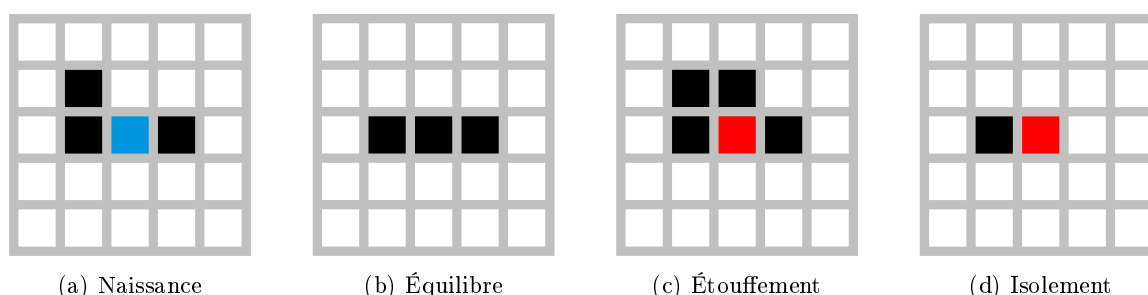 (a) Naissance
(b) Équilibre
(c) Étouffement
(d) Isolement